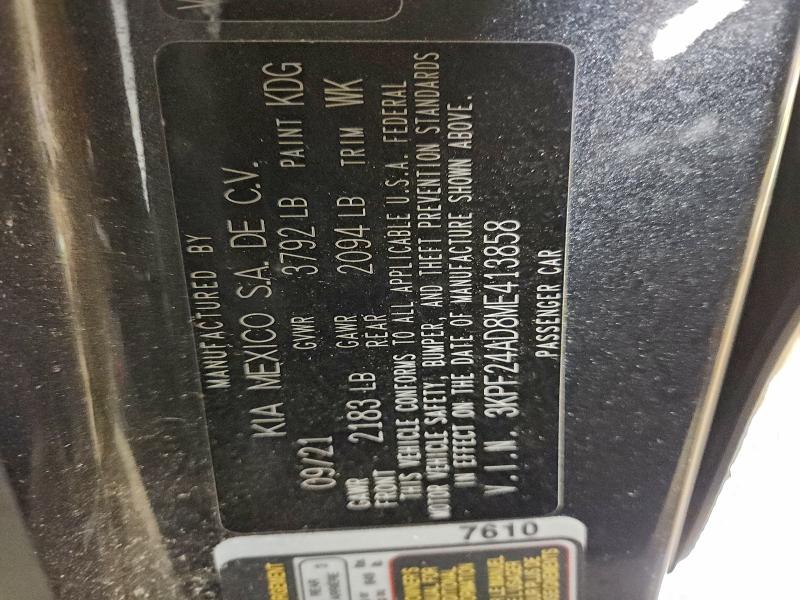 MANUFACTURED BY
KIA MEXICO S.A. DE C.V.
09/21 GVWR 3792 LB PAINT KDG
GAWR FRONT 2183 LB GAWR REAR 2094 LB TRIM WK
THIS VEHICLE CONFORMS TO ALL APPLICABLE U.S.A. FEDERAL
MOTOR VEHICLE SAFETY, BUMPER, AND THEFT PREVENTION STANDARDS
IN EFFECT ON THE DATE OF MANUFACTURE SHOWN ABOVE.
V.I.N. 3KPF24AD8ME413858
PASSENGER CAR
7610
REAR
ARRIÈRE